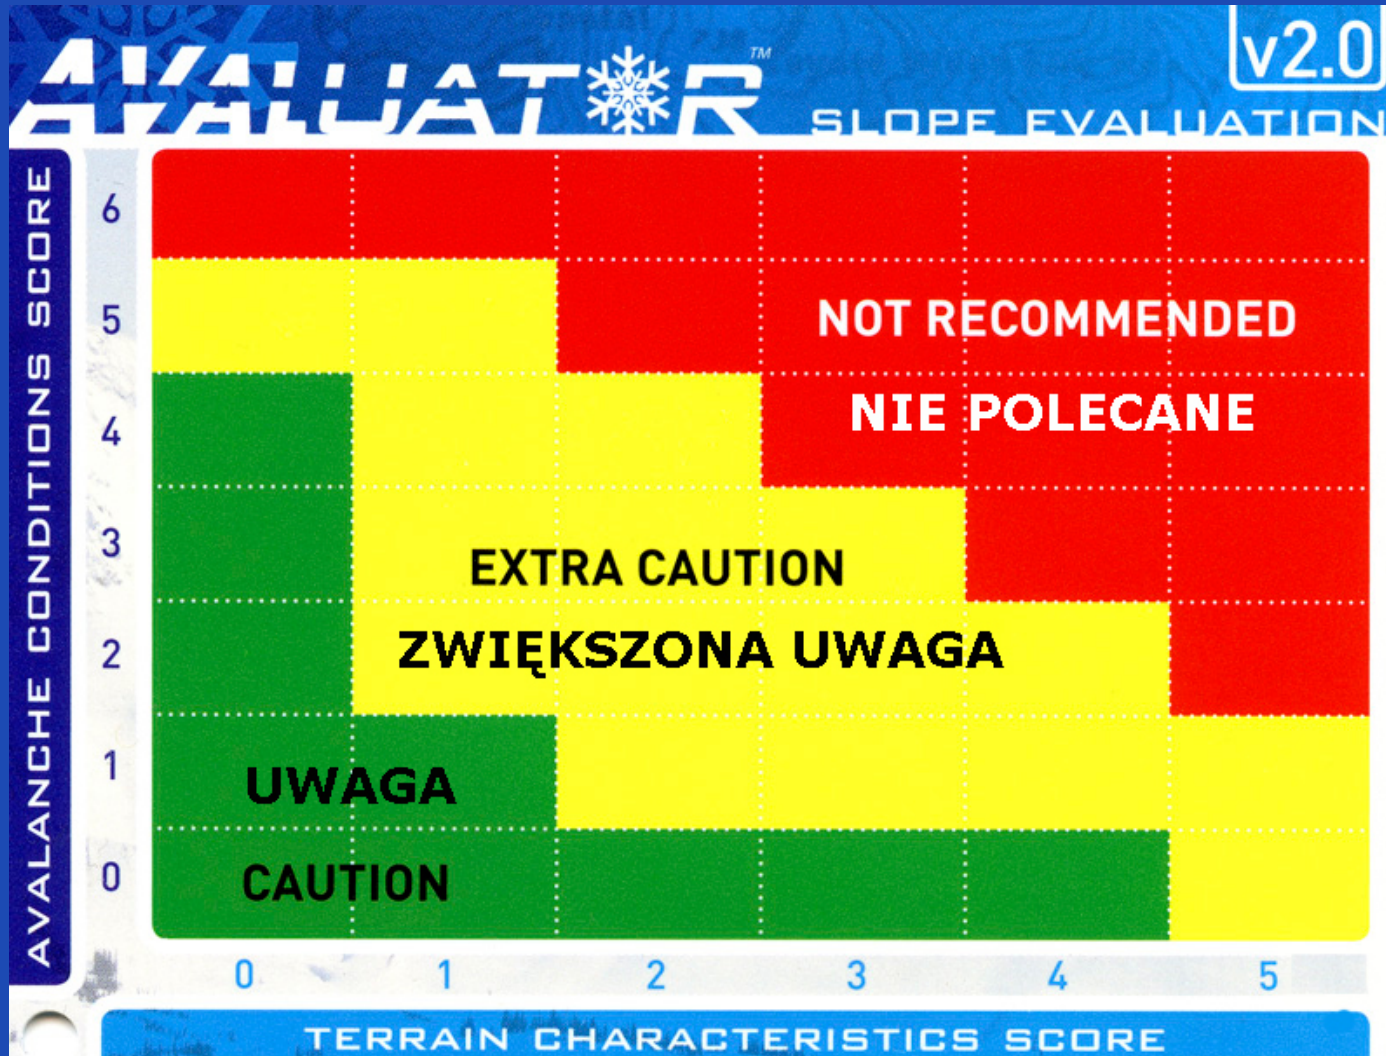 AVALUATOR™
v2.0
SLOPE EVALUATION
AVALANCHE CONDITIONS SCORE
6
5
NOT RECOMMENDED
4
NIE POLECANE
3
EXTRA CAUTION
2
ZWIĘKSZONA UWAGA
1
UWAGA
0
CAUTION
0 1 2 3 4 5
TERRAIN CHARACTERISTICS SCORE